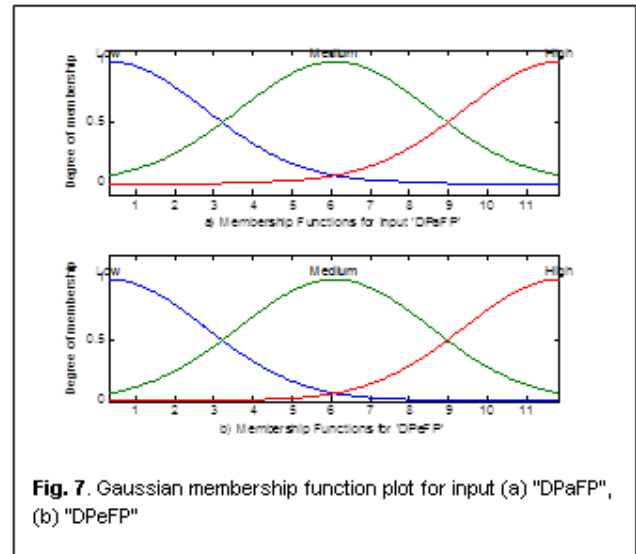 Low Medium High
1
0.5
0
Degree of membership
1 2 3 4 5 6 7 8 9 10 11
a) Membership Functions for input 'DPaFP'
Low Medium High
1
0.5
0
Degree of membership
1 2 3 4 5 6 7 8 9 10 11
b) Membership Functions for 'DPeFP'
Fig. 7. Gaussian membership function plot for input (a) "DPaFP",
(b) "DPeFP"